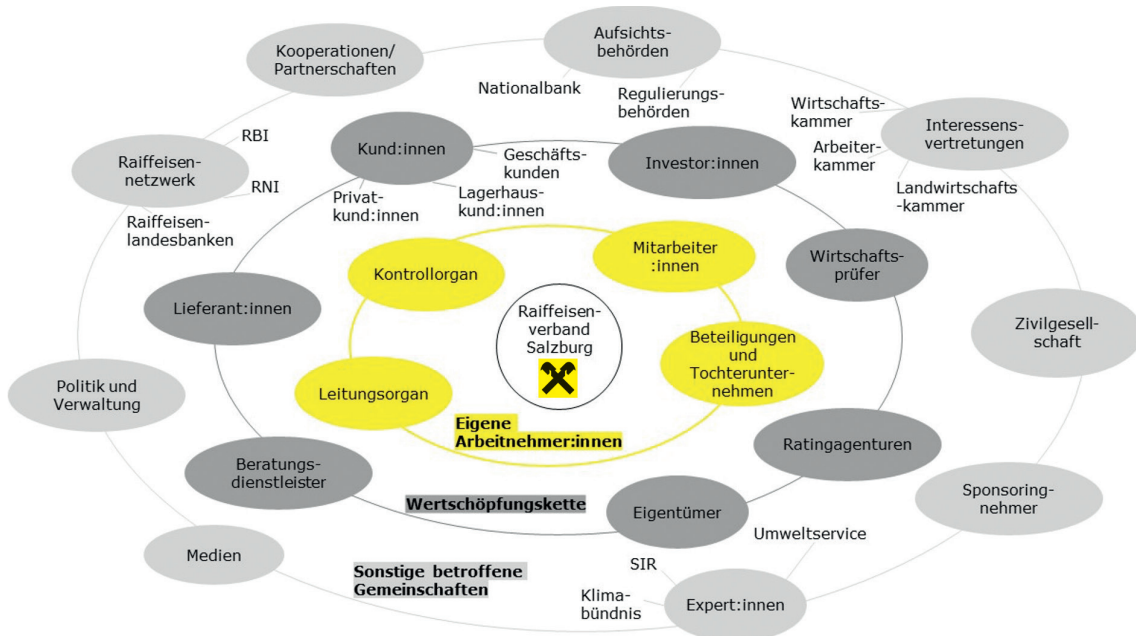 Aufsichts-
behörden
Kooperationen/
Partnerschaften
Nationalbank
Regulierungs-
behörden
Wirtschafts-
kammer
Interessens-
vertretungen
Arbeiter-
kammer
Landwirtschafts
-kammer
RBI
Raiffeisen-
netzwerk
RNI
Raiffeisen-
landesbanken
Kund:innen
Geschäfts-
kunden
Privat-
kund:innen
Lagerhaus-
kund:innen
Investor:innen
Mitarbeiter
:innen
Kontrollorgan
Wirtschafts-
prüfer
Lieferant:innen
Raiffeisen-
verband
Salzburg
Beteiligungen
und
Tochterunter-
nehmen
Zivilgesell-
schaft
Politik und
Verwaltung
Leitungsorgan
Eigene
Arbeitnehmer:innen
Ratingagenturen
Beratungs-
dienstleister
Wertschöpfungskette
Eigentümer
Sponsoring-
nehmer
Medien
Umweltservice
SIR
Sonstige betroffene
Gemeinschaften
Klima-
bündnis
Expert:innen